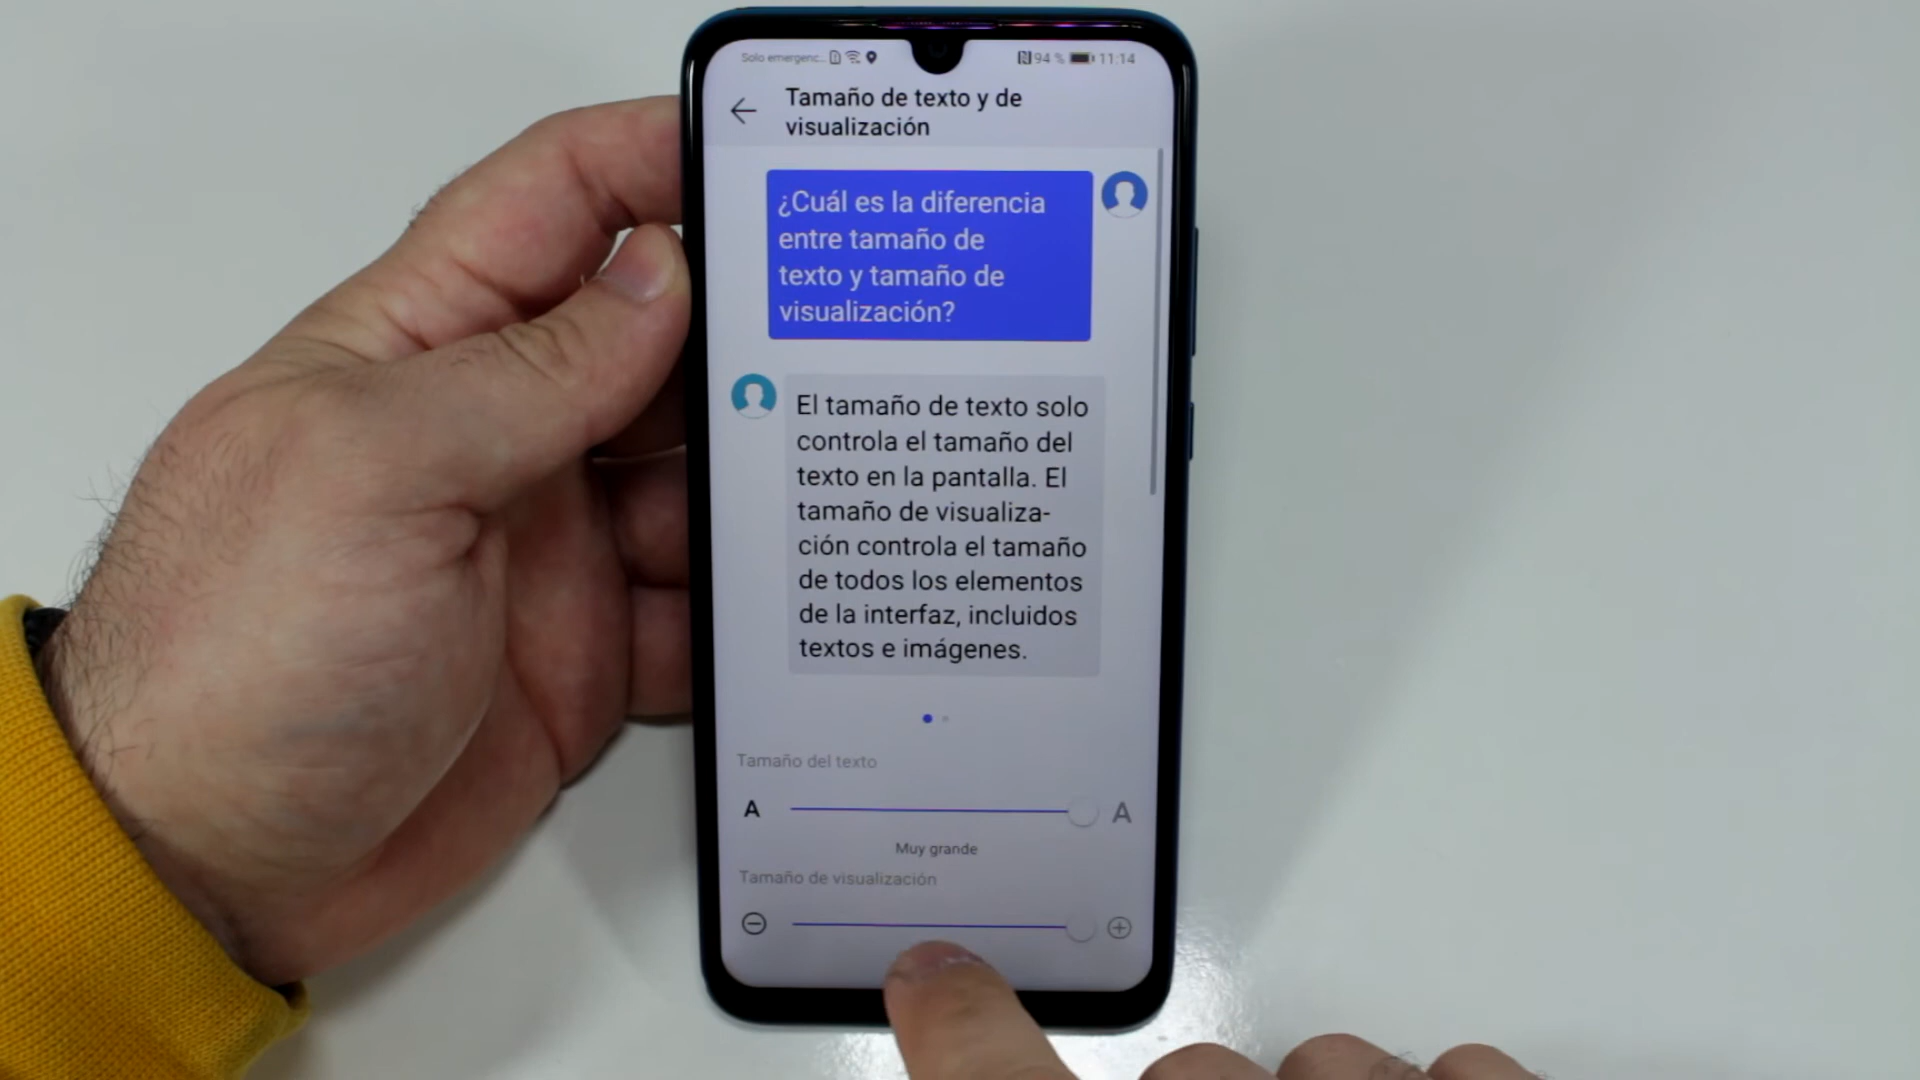 Solo emergenc... 94 % 11:14
Tamaño de texto y de
visualización
¿Cuál es la diferencia
entre tamaño de
texto y tamaño de
visualización?
El tamaño de texto solo
controla el tamaño del
texto en la pantalla. El
tamaño de visualiza-
ción controla el tamaño
de todos los elementos
de la interfaz, incluidos
textos e imágenes.
Tamaño del texto
A A
Muy grande
Tamaño de visualización